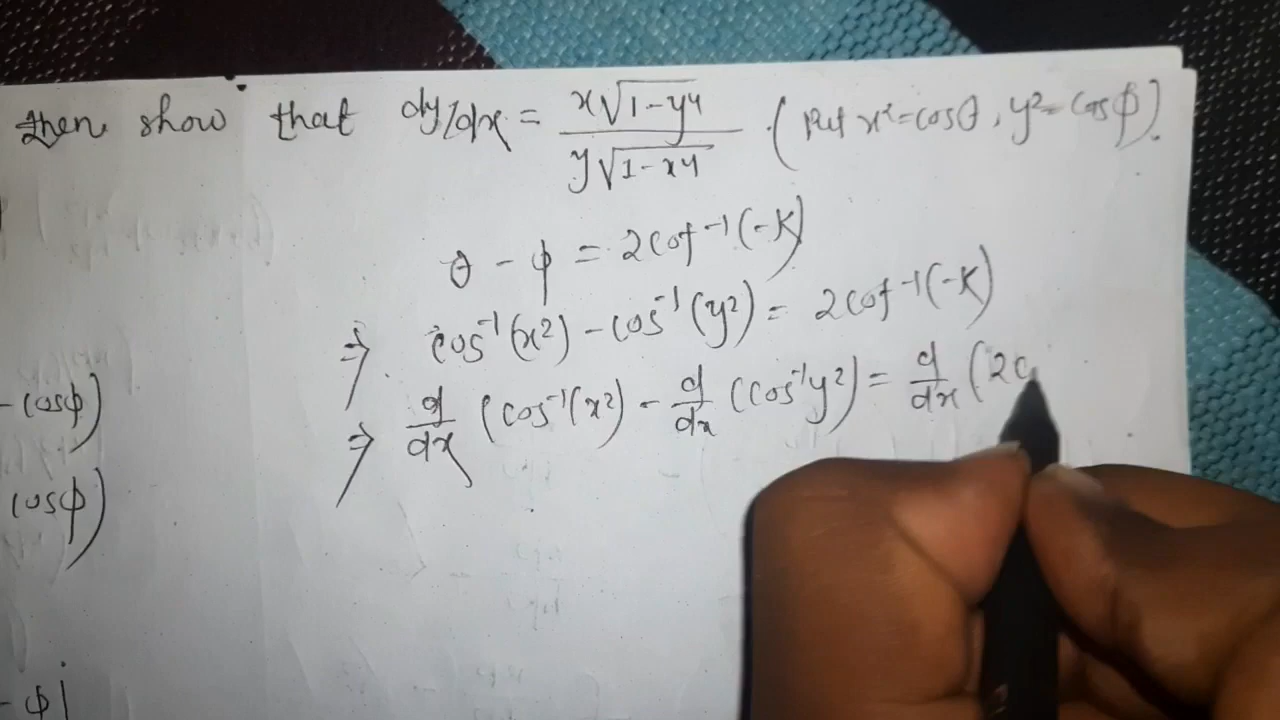 then show that dy/dx = x√1-y4 / y√1-x4 . (Put x²=cosθ, y²=cosϕ).
θ - ϕ = 2cot⁻¹(-K)
⇒ cos⁻¹(x²) - cos⁻¹(y²) = 2cot⁻¹(-K)
- cosϕ)
⇒ d/dx (cos⁻¹(x²) - d/dx (cos⁻¹y²) = d/dx (2c
cosϕ)
- ϕ|